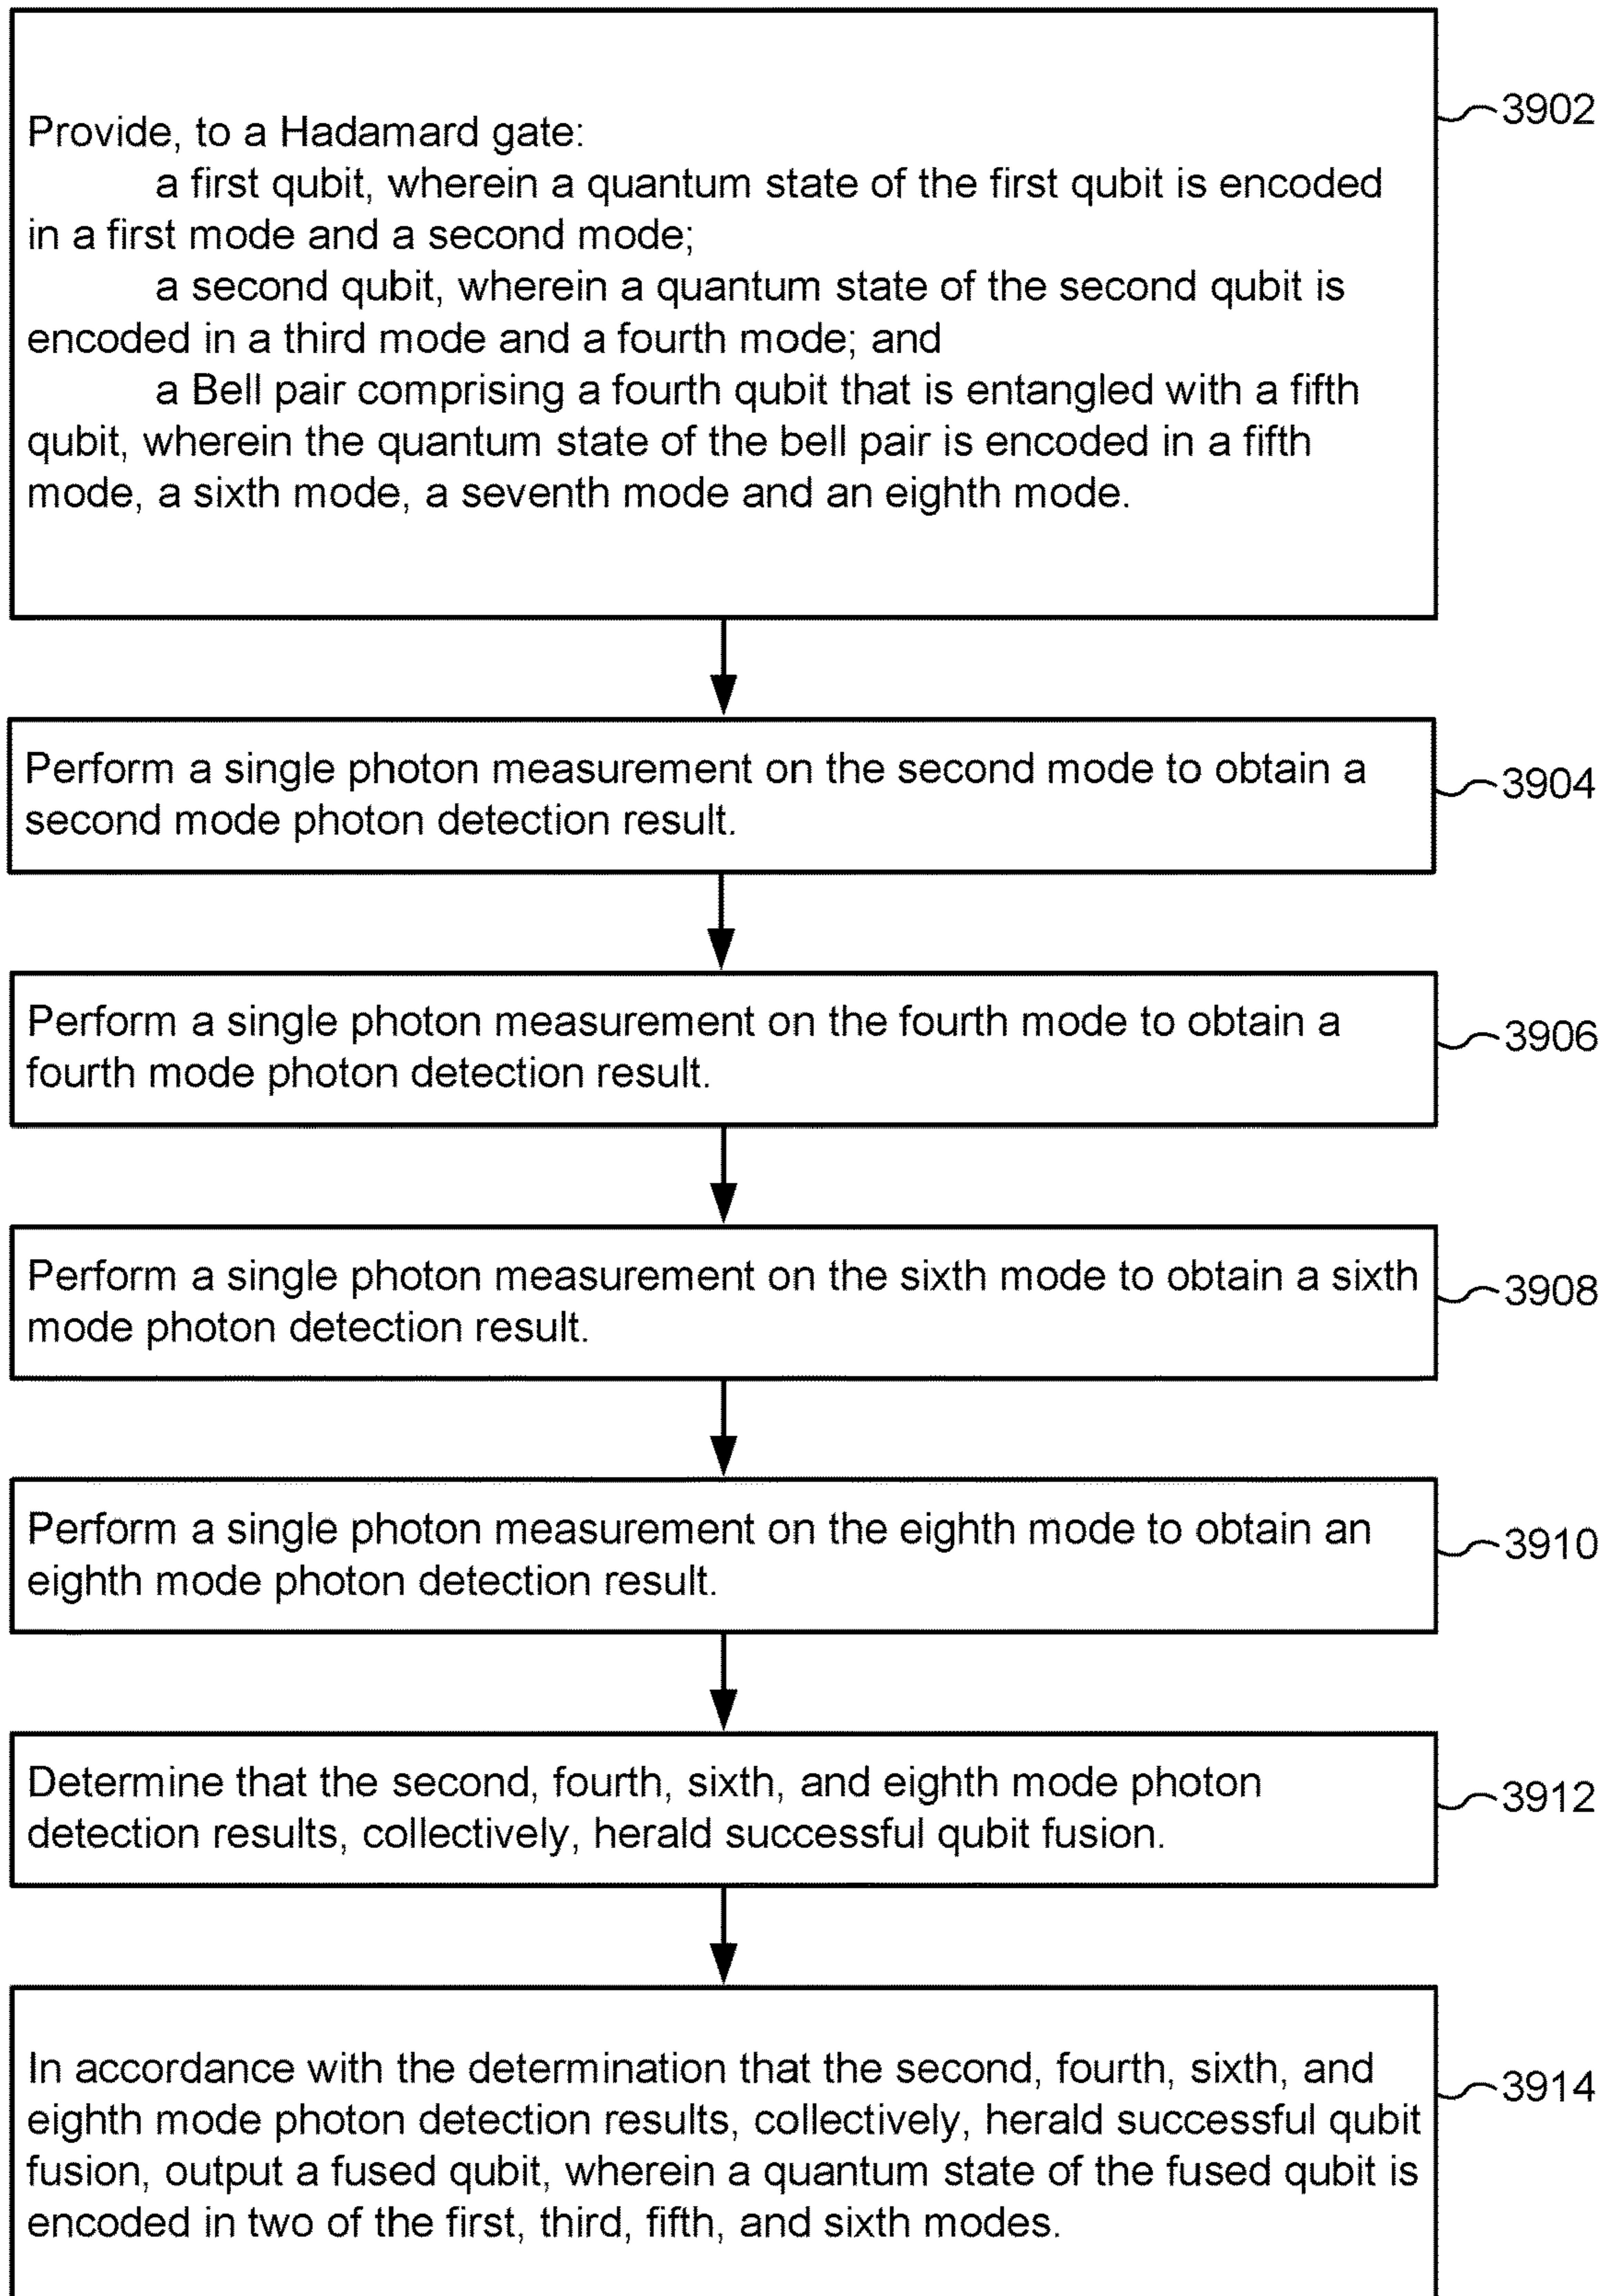 Provide, to a Hadamard gate:
a first qubit, wherein a quantum state of the first qubit is encoded
in a first mode and a second mode;
a second qubit, wherein a quantum state of the second qubit is
encoded in a third mode and a fourth mode; and
a Bell pair comprising a fourth qubit that is entangled with a fifth
qubit, wherein the quantum state of the bell pair is encoded in a fifth
mode, a sixth mode, a seventh mode and an eighth mode.
3902
Perform a single photon measurement on the second mode to obtain a
second mode photon detection result.
3904
Perform a single photon measurement on the fourth mode to obtain a
fourth mode photon detection result.
3906
Perform a single photon measurement on the sixth mode to obtain a sixth
mode photon detection result.
3908
Perform a single photon measurement on the eighth mode to obtain an
eighth mode photon detection result.
3910
Determine that the second, fourth, sixth, and eighth mode photon
detection results, collectively, herald successful qubit fusion.
3912
In accordance with the determination that the second, fourth, sixth, and
eighth mode photon detection results, collectively, herald successful qubit
fusion, output a fused qubit, wherein a quantum state of the fused qubit is
encoded in two of the first, third, fifth, and sixth modes.
3914